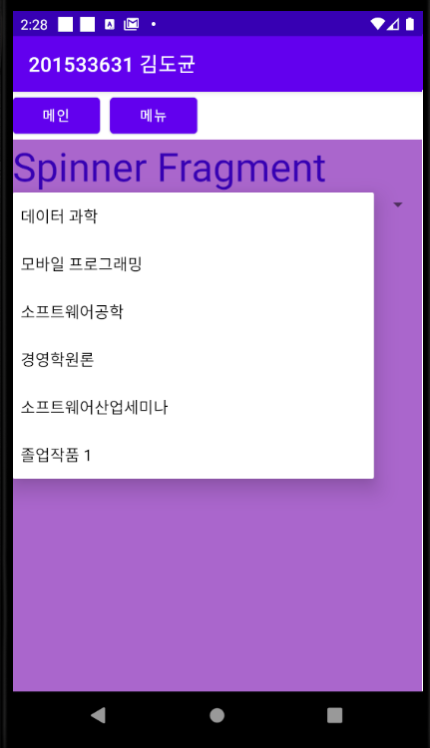 2:28
201533631 김도균
메인 메뉴
Spinner Fragment
데이터 과학
모바일 프로그래밍
소프트웨어공학
경영학원론
소프트웨어산업세미나
졸업작품 1